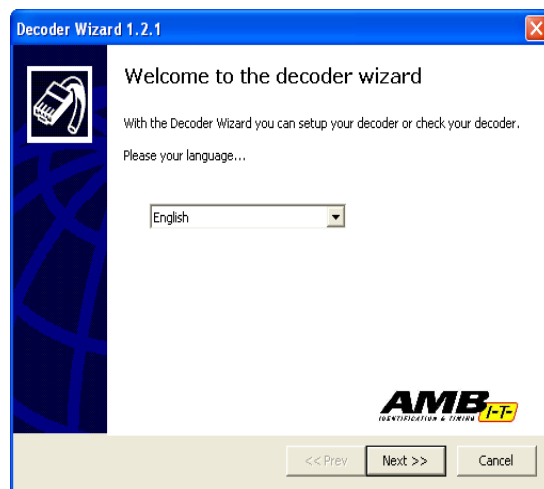 Decoder Wizard 1.2.1
Welcome to the decoder wizard
With the Decoder Wizard you can setup your decoder or check your decoder.
Please your language...
English
AMB I-T-
IDENTIFICATION & TIMING
<< Prev Next >> Cancel